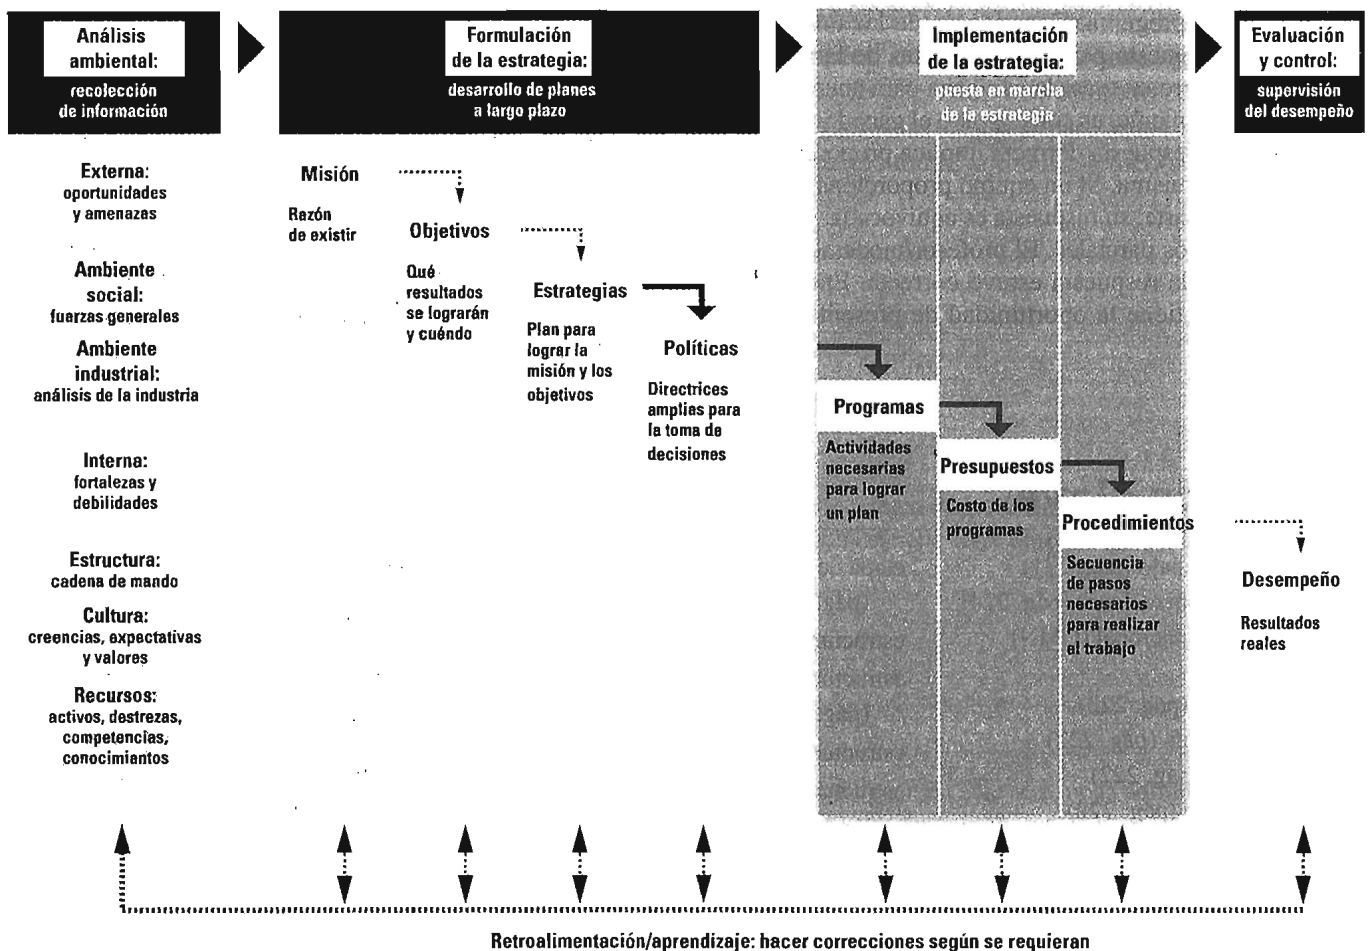 Análisis
ambiental:
recolección
de información
Formulación
de la estrategia:
desarrollo de planes
a largo plazo
Implementación
de la estrategia:
puesta en marcha
de la estrategia
Evaluación
y control:
supervisión
del desempeño
Externa:
oportunidades
y amenazas
Ambiente
social:
fuerzas generales
Ambiente
industrial:
análisis de la industria
Interna:
fortalezas y
debilidades
Estructura:
cadena de mando
Cultura:
creencias, expectativas
y valores
Recursos:
activos, destrezas,
competencias,
conocimientos
Misión
Razón
de existir
Objetivos
Qué
resultados
se lograrán
y cuándo
Estrategias
Plan para
lograr la
misión y los
objetivos
Políticas
Directrices
amplias para
la toma de
decisiones
Programas
Actividades
necesarias
para lograr
un plan
Presupuestos
Costo de los
programas
Procedimientos
Secuencia
de pasos
necesarios
para realizar
el trabajo
Desempeño
Resultados
reales
Retroalimentación/aprendizaje: hacer correcciones según se requieran